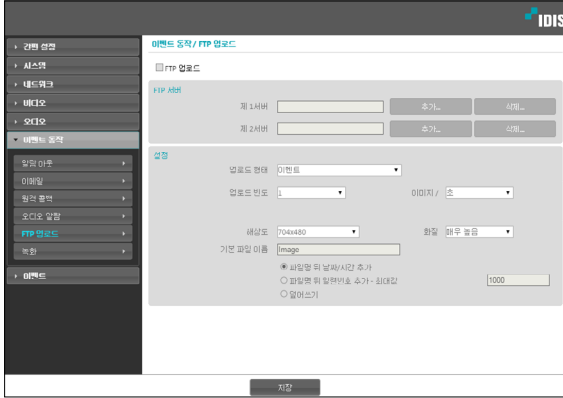 IDIS
간편 설정
시스템
네트워크
비디오
오디오
이벤트 동작
알람 아웃
이메일
원격 콜백
오디오 알람
FTP 업로드
녹화
이벤트
이벤트 동작 / FTP 업로드
FTP 업로드
FTP 서버
제 1서버 추가... 삭제...
제 2서버 추가... 삭제...
설정
업로드 형태 이벤트
업로드 빈도 1 이미지 / 초
해상도 704x480 화질 매우 높음
기본 파일 이름 Image
파일명 뒤 날짜/시간 추가
파일명 뒤 일련번호 추가 - 최대값 1000
덮어쓰기
저장